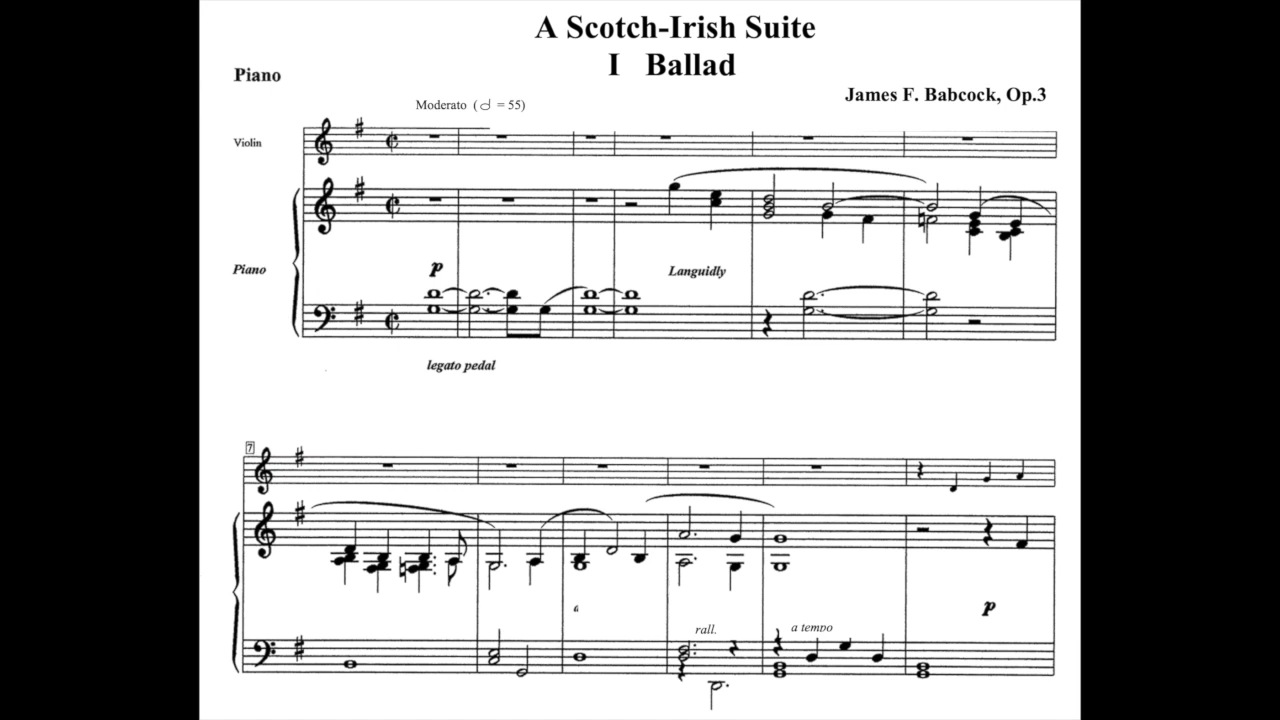 A Scotch-Irish Suite
I Ballad
Piano
James F. Babcock, Op.3
Moderato ( = 55)
Violin
Piano
p
Languidly
legato pedal
7
rall.
a tempo
p